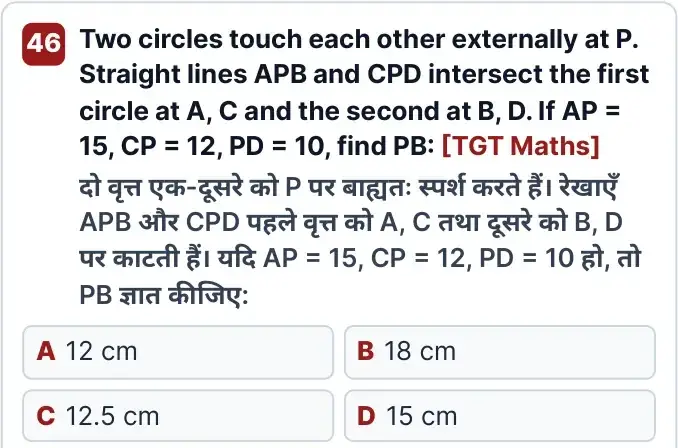 46 Two circles touch each other externally at P.
Straight lines APB and CPD intersect the first
circle at A, C and the second at B, D. If AP =
15, CP = 12, PD = 10, find PB: [TGT Maths]
दो वृत्त एक-दूसरे को P पर बाह्यतः स्पर्श करते हैं। रेखाएँ
APB और CPD पहले वृत्त को A, C तथा दूसरे को B, D
पर काटती हैं। यदि AP = 15, CP = 12, PD = 10 हो, तो
PB ज्ञात कीजिए:
A 12 cm
B 18 cm
C 12.5 cm
D 15 cm